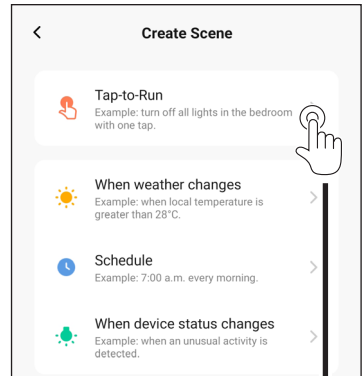 Create Scene
Tap-to-Run
Example: turn off all lights in the bedroom
with one tap.
When weather changes
Example: when local temperature is
greater than 28°C.
Schedule
Example: 7:00 a.m. every morning.
When device status changes
Example: when an unusual activity is
detected.